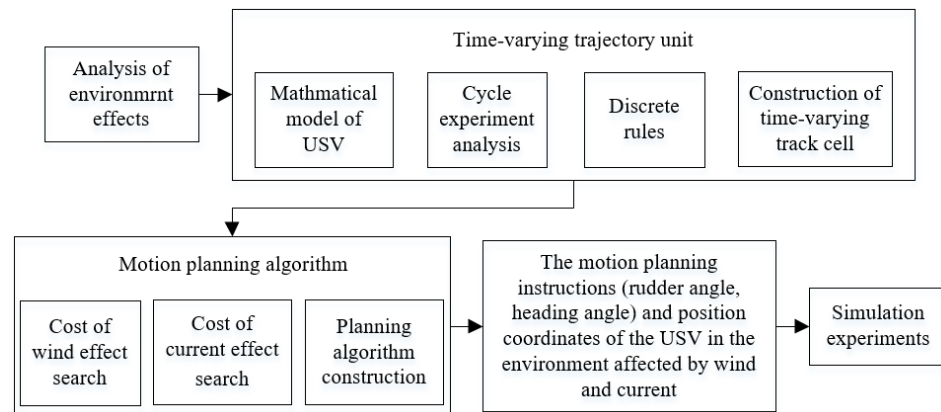 Analysis of
environmrnt
effects
Time-varying trajectory unit
Mathmatical
model of
USV
Cycle
experiment
analysis
Discrete
rules
Construction of
time-varying
track cell
Motion planning algorithm
Cost of
wind effect
search
Cost of
current effect
search
Planning
algorithm
construction
The motion planning
instructions (rudder angle,
heading angle) and position
coordinates of the USV in the
environment affected by wind
and current
Simulation
experiments